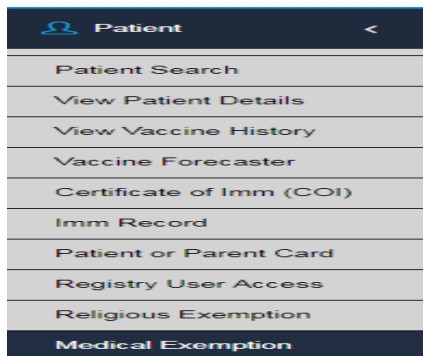 Patient <
Patient Search
View Patient Details
View Vaccine History
Vaccine Forecaster
Certificate of Imm (COI)
Imm Record
Patient or Parent Card
Registry User Access
Religious Exemption
Medical Exemption